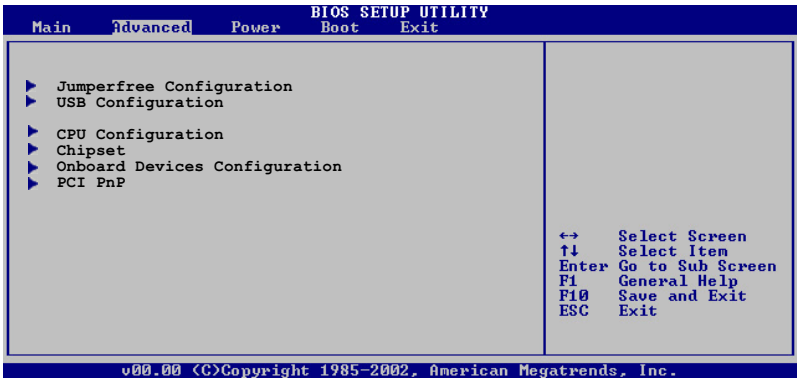 BIOS SETUP UTILITY
Main Advanced Power Boot Exit
Jumperfree Configuration
USB Configuration
CPU Configuration
Chipset
Onboard Devices Configuration
PCI PnP
←→ Select Screen
↑↓ Select Item
Enter Go to Sub Screen
F1 General Help
F10 Save and Exit
ESC Exit
v00.00 (C)Copyright 1985-2002, American Megatrends, Inc.